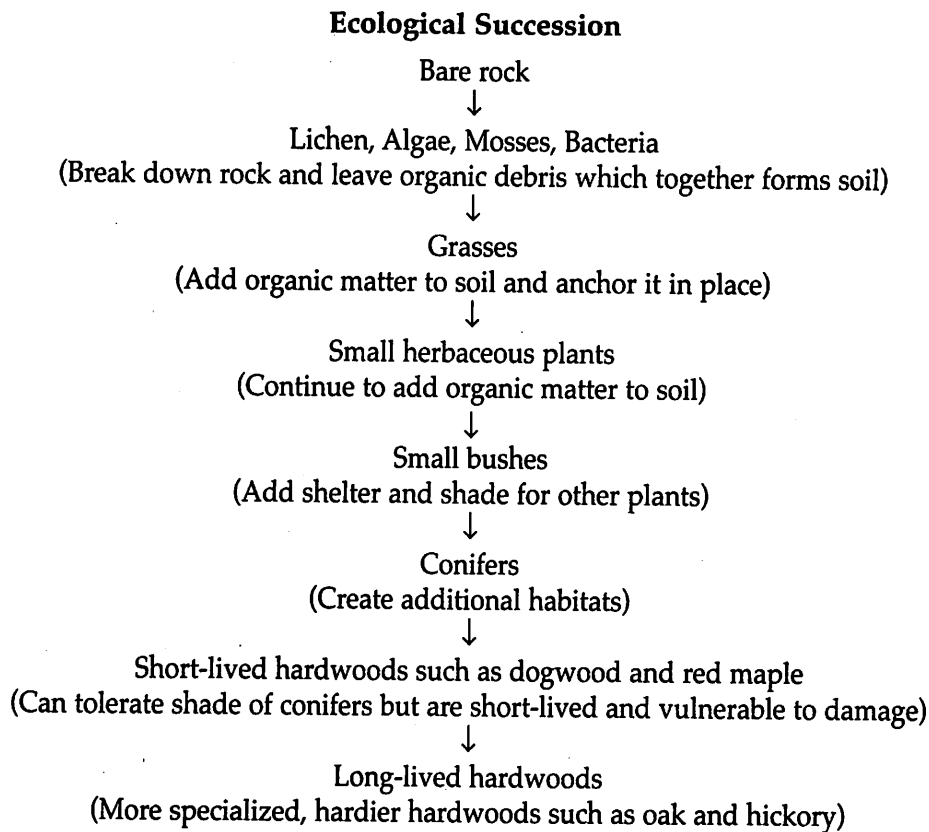 Ecological Succession
Bare rock
↓
Lichen, Algae, Mosses, Bacteria
(Break down rock and leave organic debris which together forms soil)
↓
Grasses
(Add organic matter to soil and anchor it in place)
↓
Small herbaceous plants
(Continue to add organic matter to soil)
↓
Small bushes
(Add shelter and shade for other plants)
↓
Conifers
(Create additional habitats)
↓
Short-lived hardwoods such as dogwood and red maple
(Can tolerate shade of conifers but are short-lived and vulnerable to damage)
↓
Long-lived hardwoods
(More specialized, hardier hardwoods such as oak and hickory)